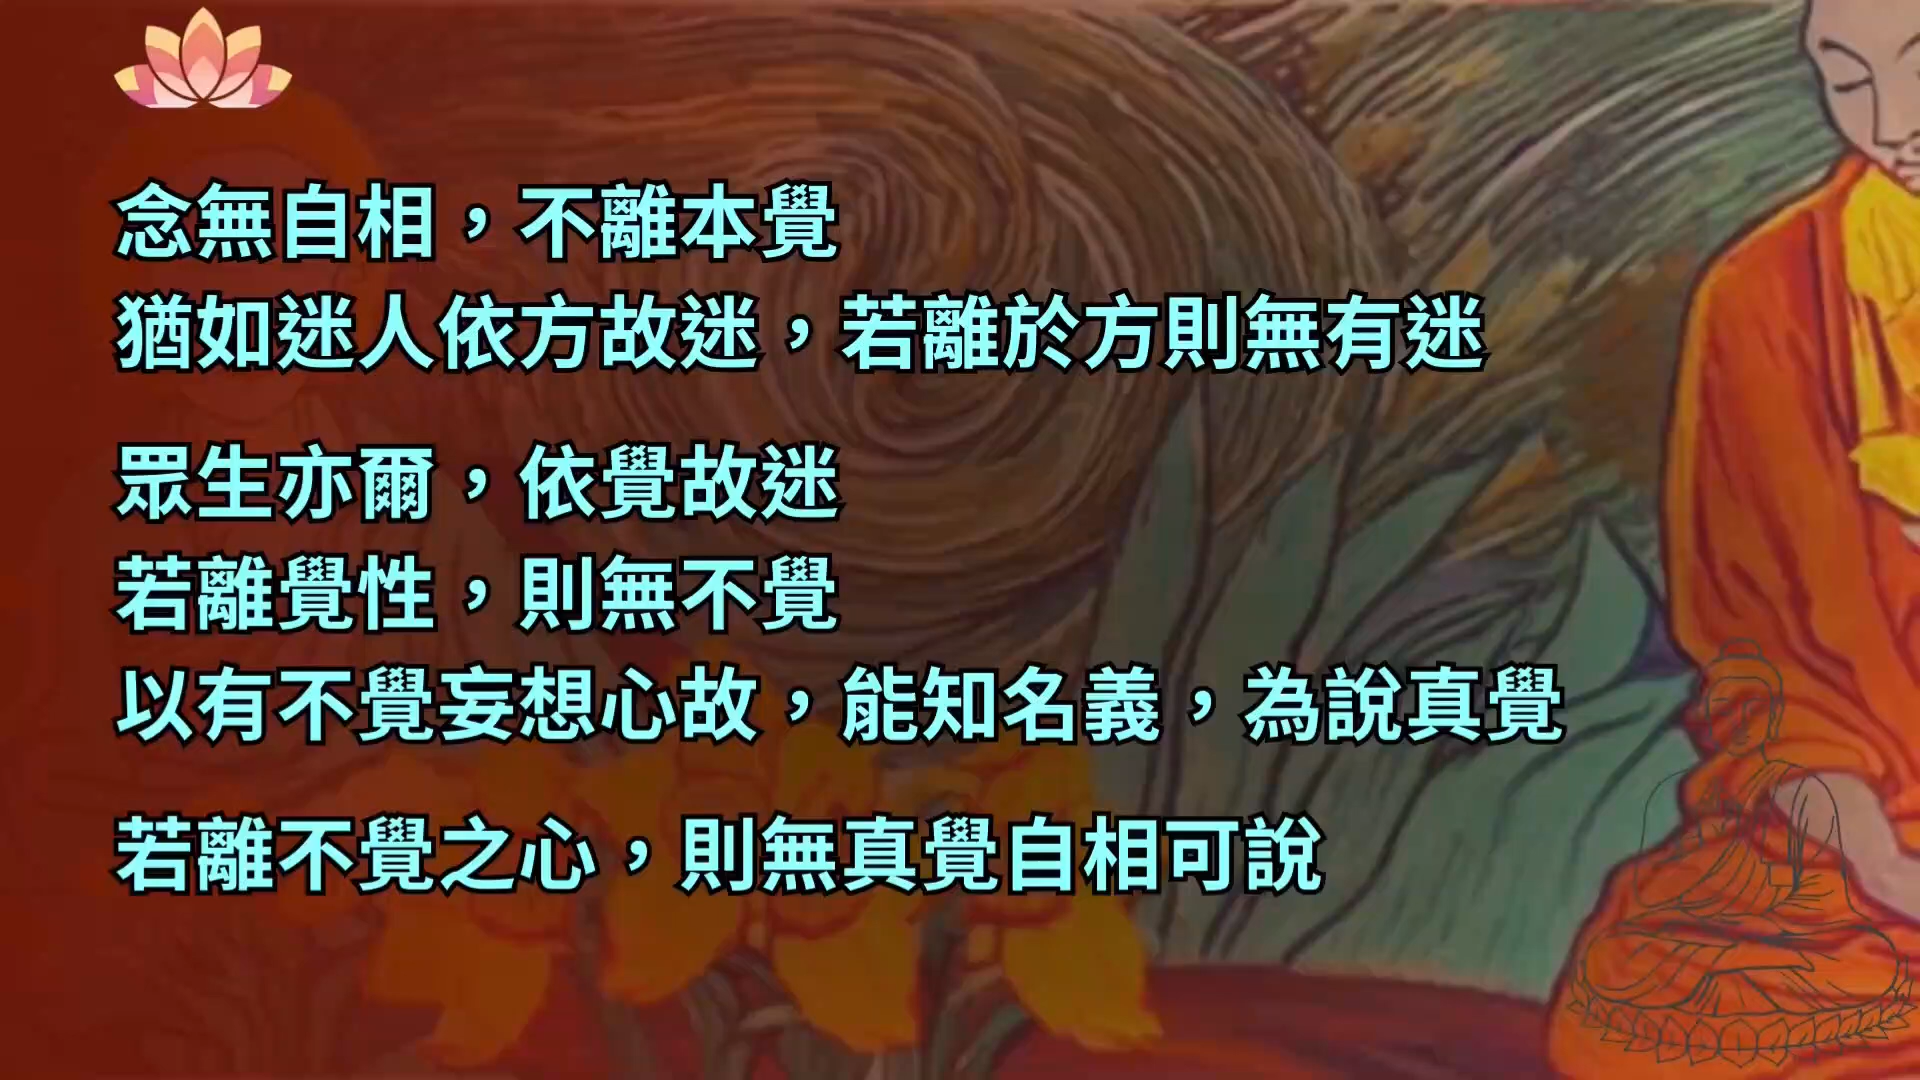 念無自相，不離本覺
猶如迷人依方故迷，若離於方則無有迷
眾生亦爾，依覺故迷
若離覺性，則無不覺
以有不覺妄想心故，能知名義，為說真覺
若離不覺之心，則無真覺自相可說